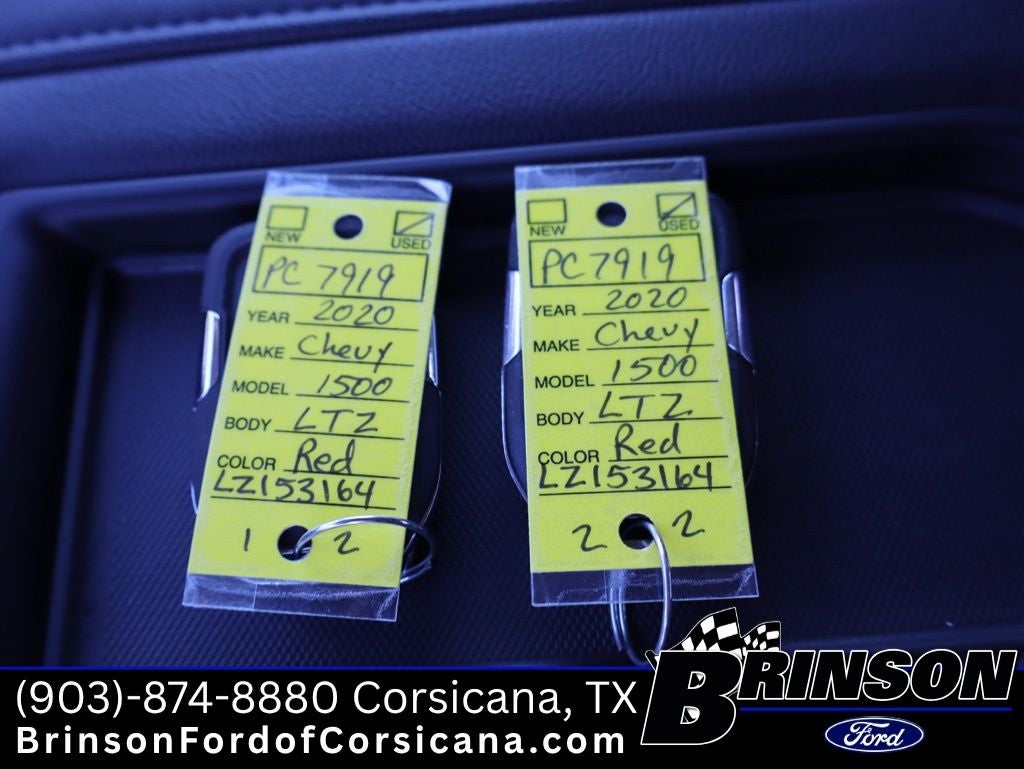 NEW USED
PC 7919
YEAR 2020
MAKE Chevy
MODEL 1500
BODY LTZ
COLOR Red
LZ153164
1 2
NEW USED
PC 7919
YEAR 2020
MAKE Chevy
MODEL 1500
BODY LTZ
COLOR Red
LZ153164
2 2
(903)-874-8880 Corsicana, TX
BrinsonFordofCorsicana.com
BRINSON
Ford